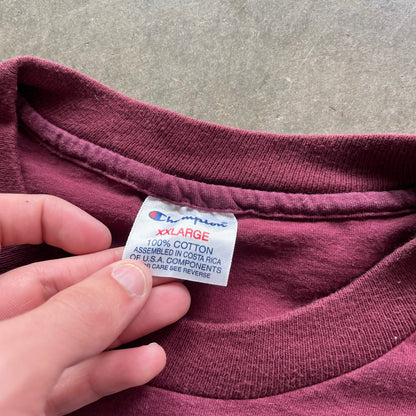 Champion
XXLARGE
100% COTTON
ASSEMBLED IN COSTA RICA
OF U.S.A. COMPONENTS
FOR CARE SEE REVERSE